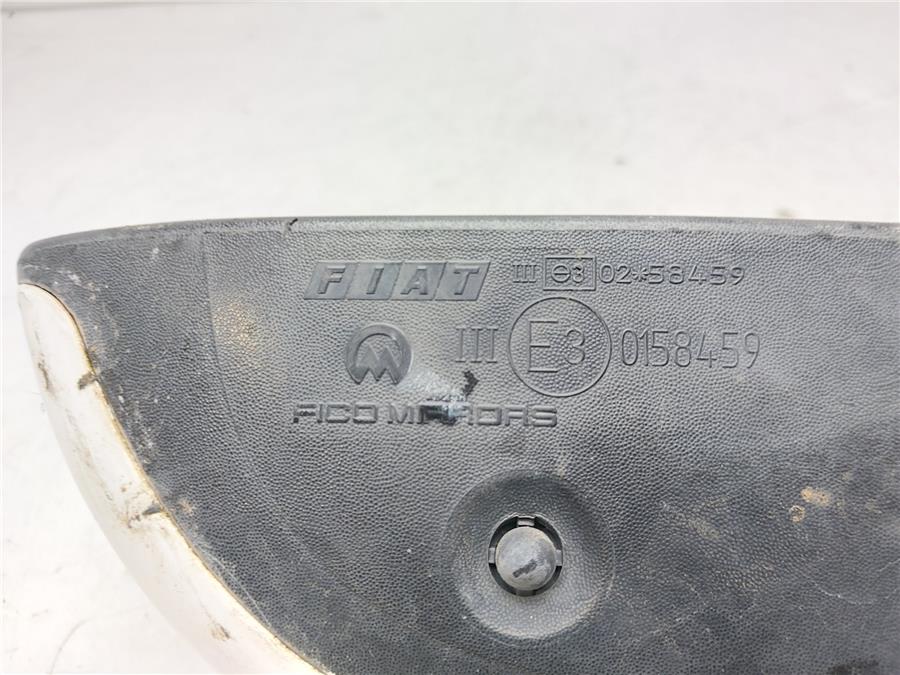 FIAT
III e3 02*58459
III E3 0158459
FICO MIRRORS